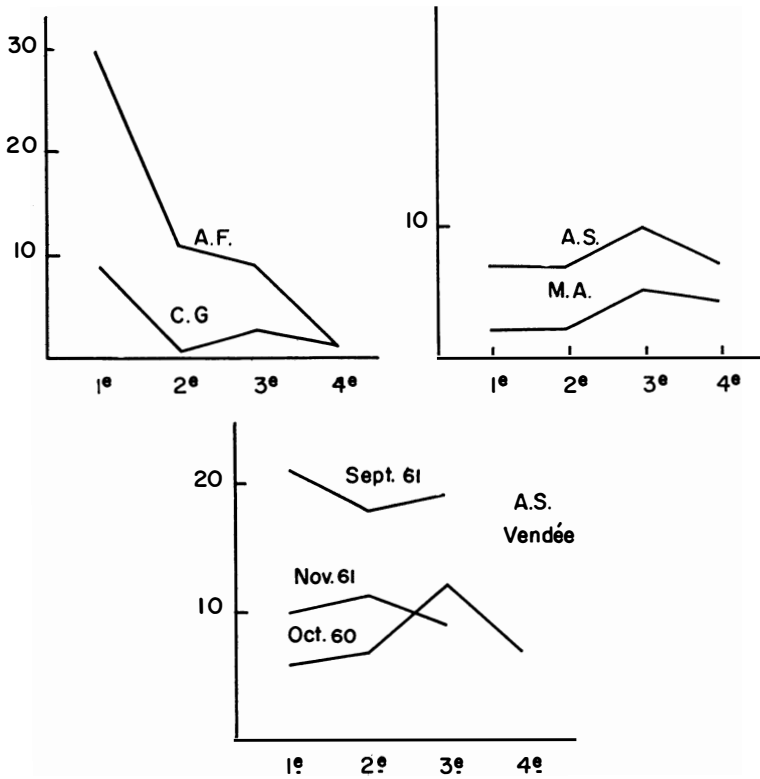 30
20
10
A.F.
C.G
1e 2e 3e 4e
10
A.S.
M.A.
1e 2e 3e 4e
20
10
Sept. 61
Nov. 61
Oct. 60
A.S.
Vendée
1e 2e 3e 4e